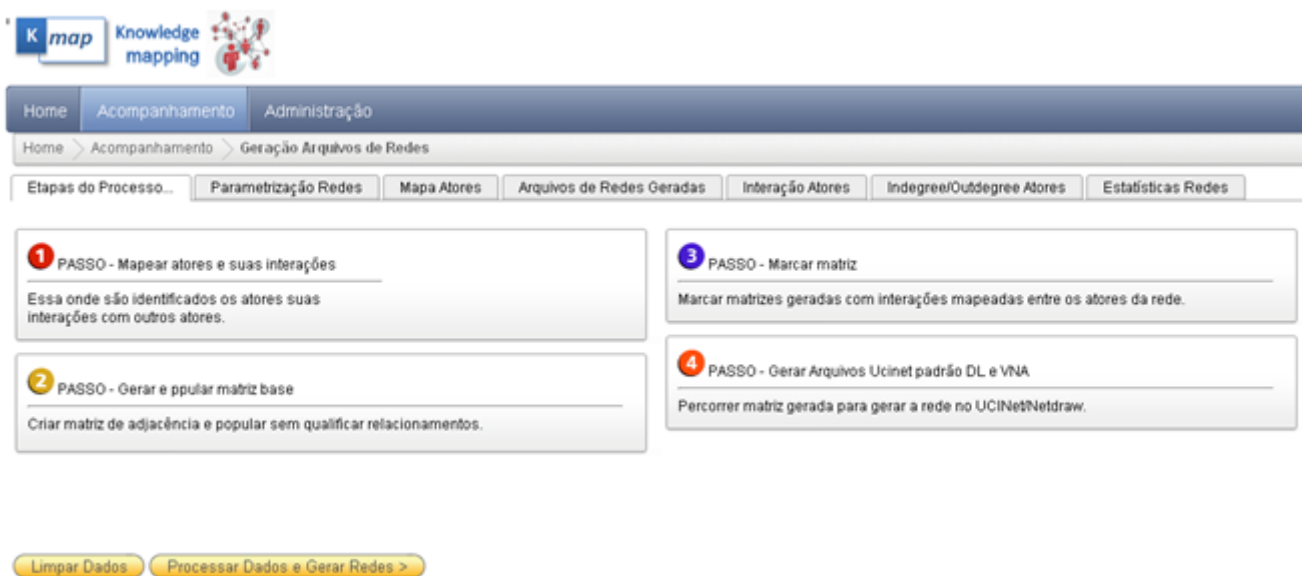 K map Knowledge
mapping
Home Acompanhamento Administração
Home Acompanhamento Geração Arquivos de Redes
Etapas do Processo... Parametrização Redes Mapa Atores Arquivos de Redes Geradas Interação Atores Indegree/Outdegree Atores Estatísticas Redes
1 PASSO - Mapear atores e suas interações
Essa onde são identificados os atores suas
interações com outros atores.
2 PASSO - Gerar e ppular matriz base
Criar matriz de adjacência e popular sem qualificar relacionamentos.
3 PASSO - Marcar matriz
Marcar matrizes geradas com interações mapeadas entre os atores da rede.
4 PASSO - Gerar Arquivos Ucinet padrão DL e VNA
Percorrer matriz gerada para gerar a rede no UCINet/Netdraw.
Limpar Dados Processar Dados e Gerar Redes >